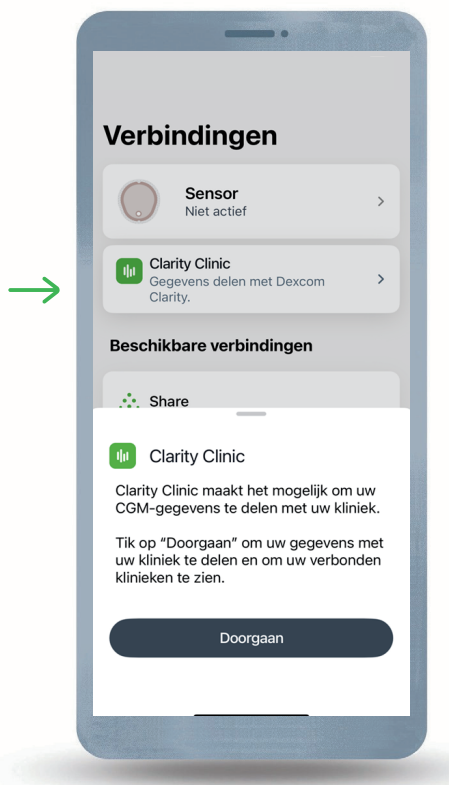 Verbindingen
Sensor
Niet actief
Clarity Clinic
Gegevens delen met Dexcom
Clarity.
Beschikbare verbindingen
Share
Clarity Clinic
Clarity Clinic maakt het mogelijk om uw
CGM-gegevens te delen met uw kliniek.
Tik op “Doorgaan” om uw gegevens met
uw kliniek te delen en om uw verbonden
klinieken te zien.
Doorgaan